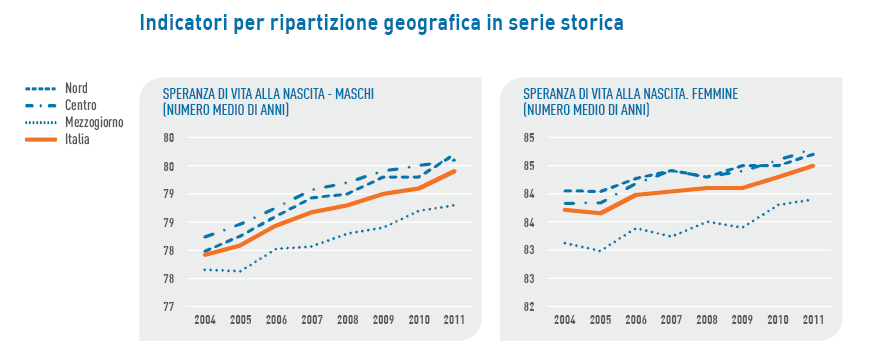 Indicatori per ripartizione geografica in serie storica
Nord
Centro
Mezzogiorno
Italia
SPERANZA DI VITA ALLA NASCITA - MASCHI
(NUMERO MEDIO DI ANNI)
80
80
79
79
78
78
77
2004 2005 2006 2007 2008 2009 2010 2011
SPERANZA DI VITA ALLA NASCITA. FEMMINE
(NUMERO MEDIO DI ANNI)
85
85
84
84
83
83
82
2004 2005 2006 2007 2008 2009 2010 2011